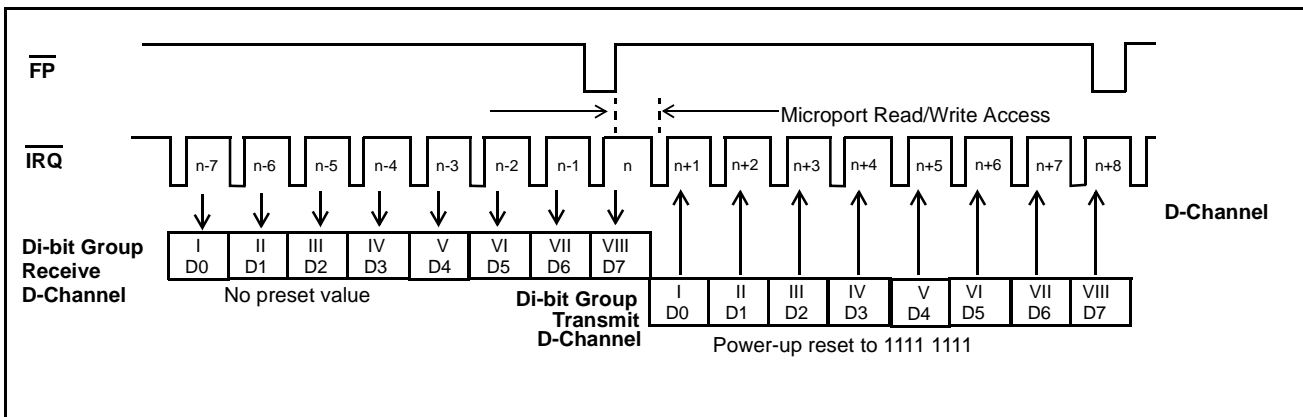 FP
Microport Read/Write Access
IRQ
n-7 n-6 n-5 n-4 n-3 n-2 n-1 n n+1 n+2 n+3 n+4 n+5 n+6 n+7 n+8
D-Channel
Di-bit Group
Receive
D-Channel
I II III IV V VI VII VIII
D0 D1 D2 D3 D4 D5 D6 D7
No preset value
Di-bit Group
Transmit
D-Channel
I II III IV V VI VII VIII
D0 D1 D2 D3 D4 D5 D6 D7
Power-up reset to 1111 1111